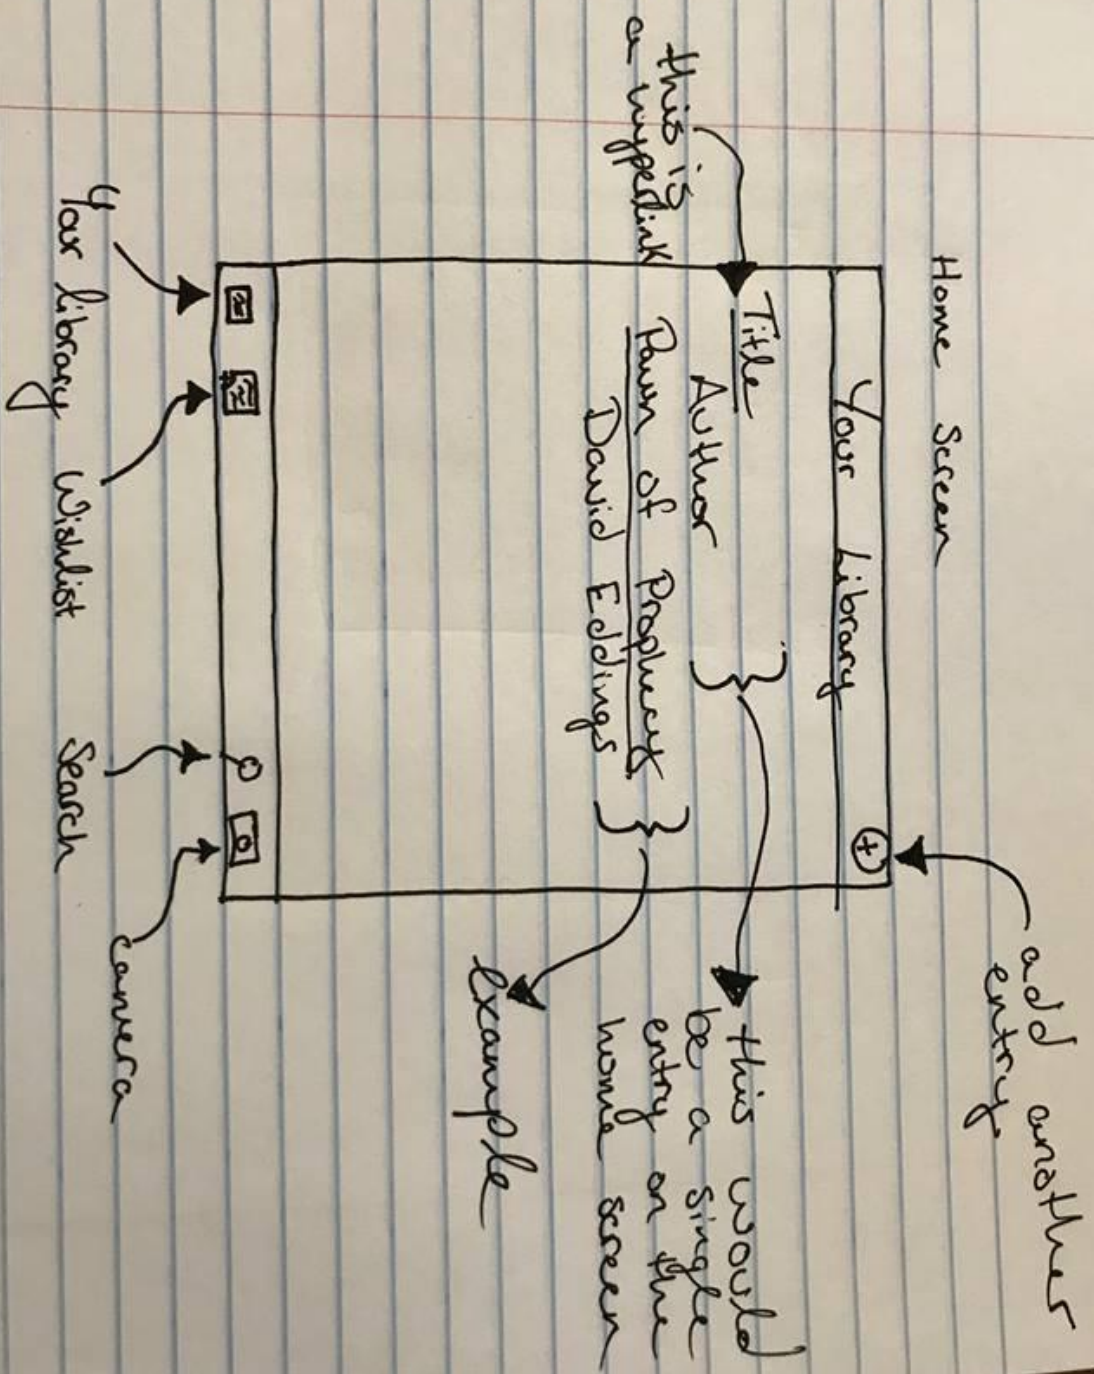 Home Screen
add another
entry.
Your Library
+
this is
a hyperlink
Title
Author
this would
be a single
entry on the
home screen
Pawn of Prophecy
David Eddings
example
Your library
Wishlist
Search
Camera